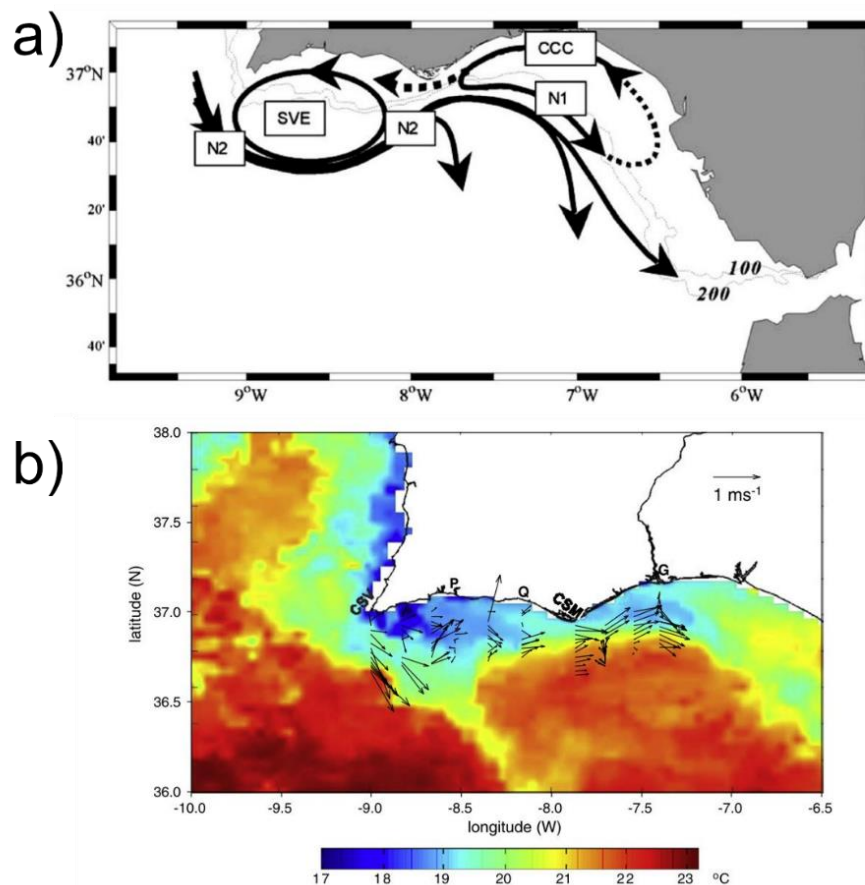 a)
37°N
40'
20'
36°N
40'
9°W
8°W
7°W
6°W
CCC
N1
SVE
N2
N2
100
200
b)
38.0
37.5
37.0
36.5
36.0
latitude (N)
1 ms-1
CSV
P
Q
CSM
G
-10.0 -9.5 -9.0 -8.5 -8.0 -7.5 -7.0 -6.5
longitude (W)
17 18 19 20 21 22 23 °C